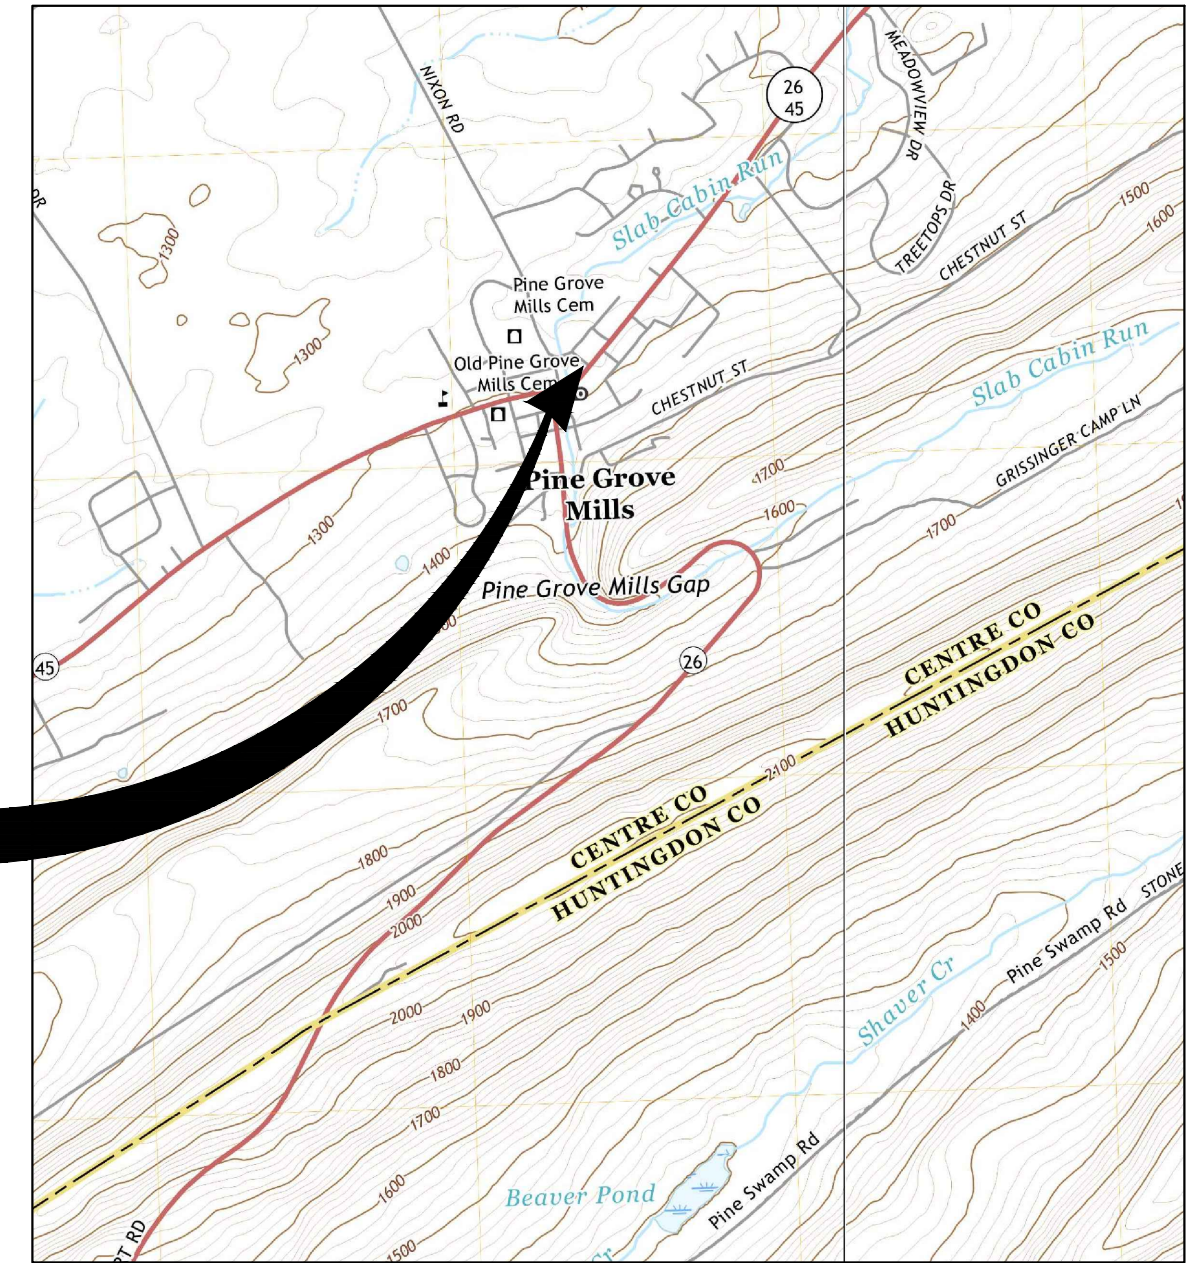 MEADOWVIEW DR
26
45
NIXON RD
Slab Cabin Run
DR
TREETOPS DR
CHESTNUT ST
1500
1600
1300
Pine Grove
Mills Cem
1300
Old Pine Grove
Mills Cem
CHESTNUT ST
Slab Cabin Run
GRISSINGER CAMP LN
1700
Pine Grove
Mills
1600
1300
1700
1400
Pine Grove Mills Gap
CENTRE CO
HUNTINGDON CO
45
26
1700
2100
CENTRE CO
HUNTINGDON CO
1800
1900
2000
STONE
Pine Swamp Rd
1500
Shaver Cr
2000
1900
1400
1800
1700
Pine Swamp Rd
1600
Beaver Pond
RT RD
1500
Cr